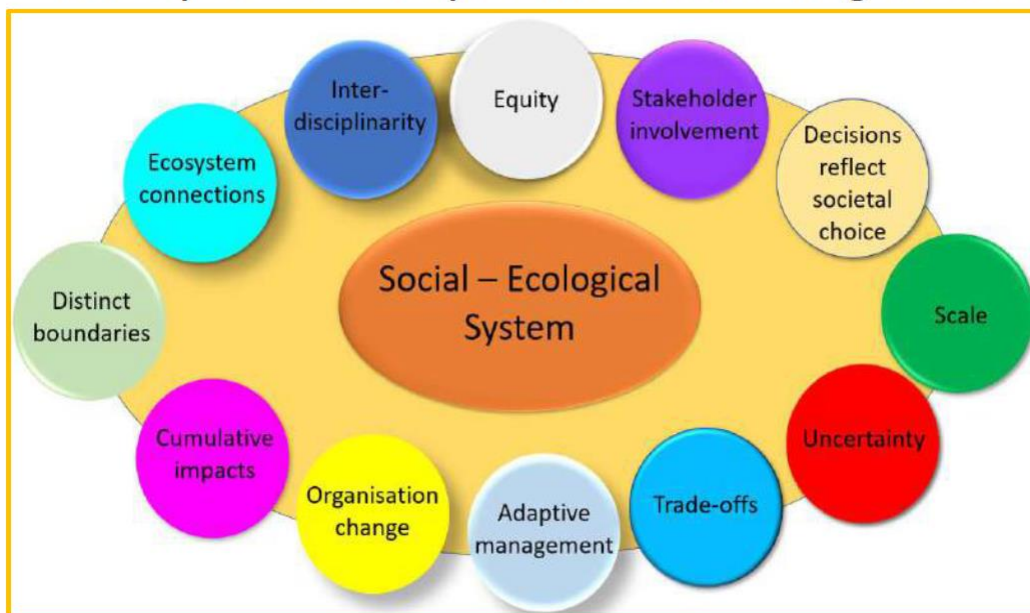 Inter-
disciplinarity
Equity
Stakeholder
involvement
Ecosystem
connections
Decisions
reflect
societal
choice
Distinct
boundaries
Social – Ecological
System
Scale
Cumulative
impacts
Organisation
change
Adaptive
management
Trade-offs
Uncertainty